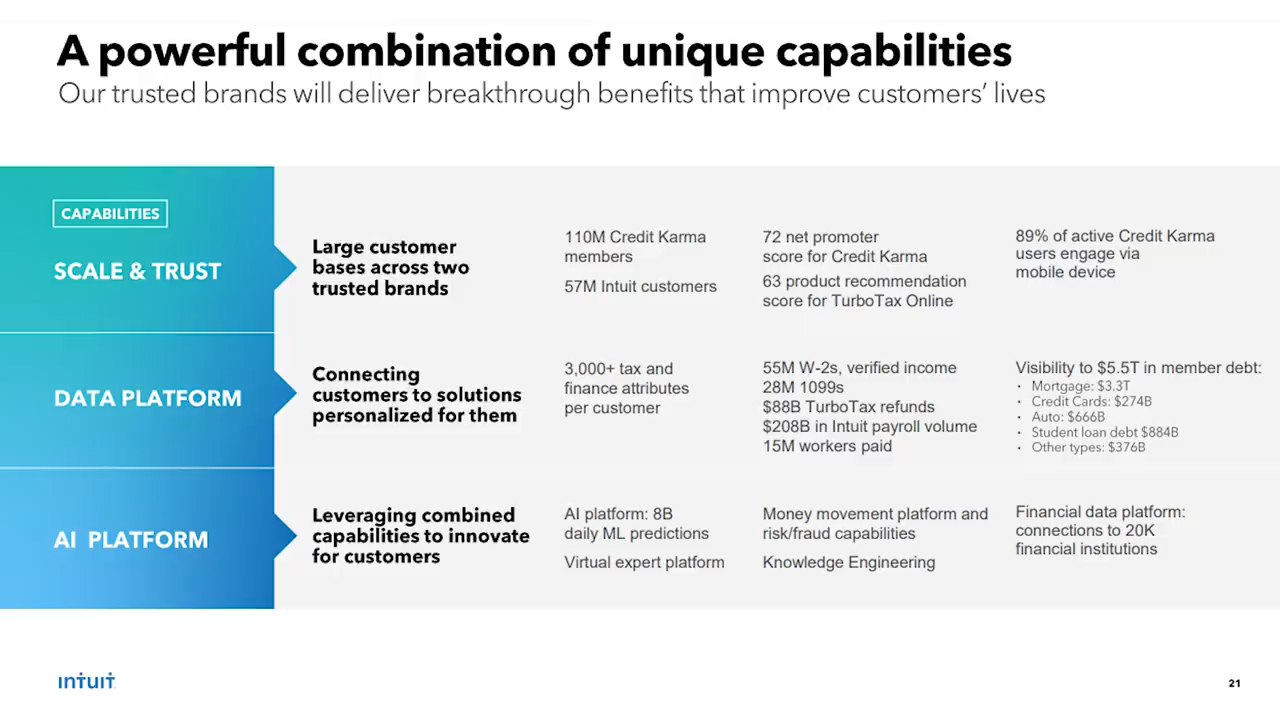 A powerful combination of unique capabilities
Our trusted brands will deliver breakthrough benefits that improve customers' lives
CAPABILITIES
SCALE & TRUST
Large customer
bases across two
trusted brands
110M Credit Karma
members
57M Intuit customers
72 net promoter
score for Credit Karma
63 product recommendation
score for TurboTax Online
89% of active Credit Karma
users engage via
mobile device
DATA PLATFORM
Connecting
customers to solutions
personalized for them
3,000+ tax and
finance attributes
per customer
55M W-2s, verified income
28M 1099s
$88B TurboTax refunds
$208B in Intuit payroll volume
15M workers paid
Visibility to $5.5T in member debt:
• Mortgage: $3.3T
• Credit Cards: $274B
• Auto: $666B
• Student loan debt $884B
• Other types: $376B
AI PLATFORM
Leveraging combined
capabilities to innovate
for customers
AI platform: 8B
daily ML predictions
Virtual expert platform
Money movement platform and
risk/fraud capabilities
Knowledge Engineering
Financial data platform:
connections to 20K
financial institutions
INTUIT
21